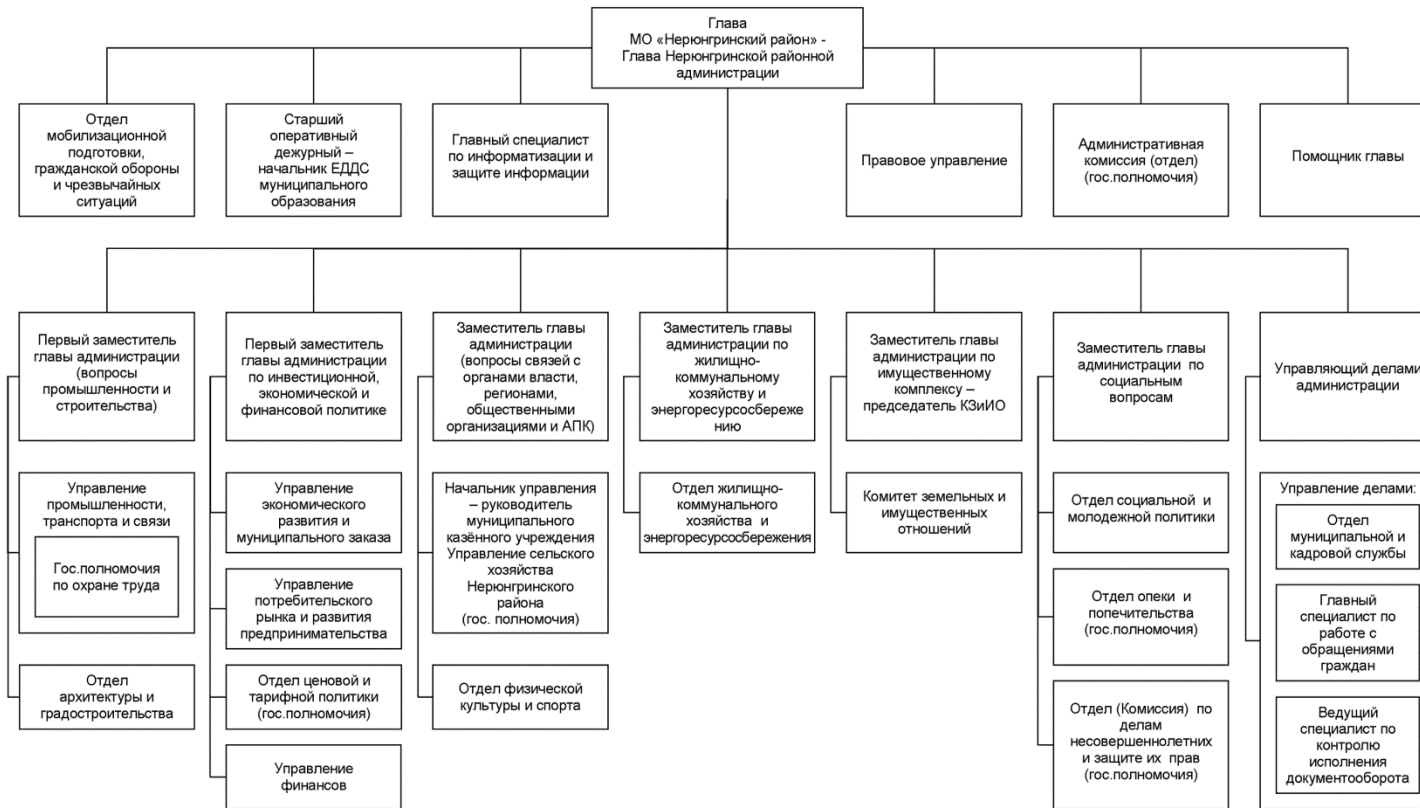 Глава
МО «Нерюнгринский район» -
Глава Нерюнгринской районной
администрации
Отдел
мобилизационной
подготовки,
гражданской обороны
и чрезвычайных
ситуаций
Старший
оперативный
дежурный –
начальник ЕДДС
муниципального
образования
Главный специалист
по информатизации и
защите информации
Правовое управление
Административная
комиссия (отдел)
(гос.полномочия)
Помощник главы
Первый заместитель
главы администрации
(вопросы
промышленности и
строительства)
Первый заместитель
главы администрации
по инвестиционной,
экономической и
финансовой политике
Заместитель главы
администрации
(вопросы связей с
органами власти,
регионами,
общественными
организациями и АПК)
Заместитель главы
администрации по
жилищно-
коммунальному
хозяйству и
энергоресурсосбереже
нию
Заместитель главы
администрации по
имущественному
комплексу –
председатель КЗиИО
Заместитель главы
администрации по
социальным
вопросам
Управляющий делами
администрации
Управление
промышленности,
транспорта и связи
Гос.полномочия
по охране труда
Отдел
архитектуры и
градостроительства
Управление
экономического
развития и
муниципального заказа
Управление
потребительского
рынка и развития
предпринимательства
Отдел ценовой и
тарифной политики
(гос.полномочия)
Управление
финансов
Начальник управления
– руководитель
муниципального
казённого учреждения
Управление сельского
хозяйства
Нерюнгринского
района
(гос. полномочия)
Отдел физической
культуры и спорта
Отдел жилищно-
коммунального
хозяйства и
энергоресурсосбережения
Комитет земельных и
имущественных
отношений
Отдел социальной и
молодежной политики
Отдел опеки и
попечительства
(гос.полномочия)
Отдел (Комиссия) по
делам
несовершеннолетних
и защите их прав
(гос.полномочия)
Управление делами:
Отдел
муниципальной и
кадровой службы
Главный
специалист по
работе с
обращениями
граждан
Ведущий
специалист по
контролю
исполнения
документооборота